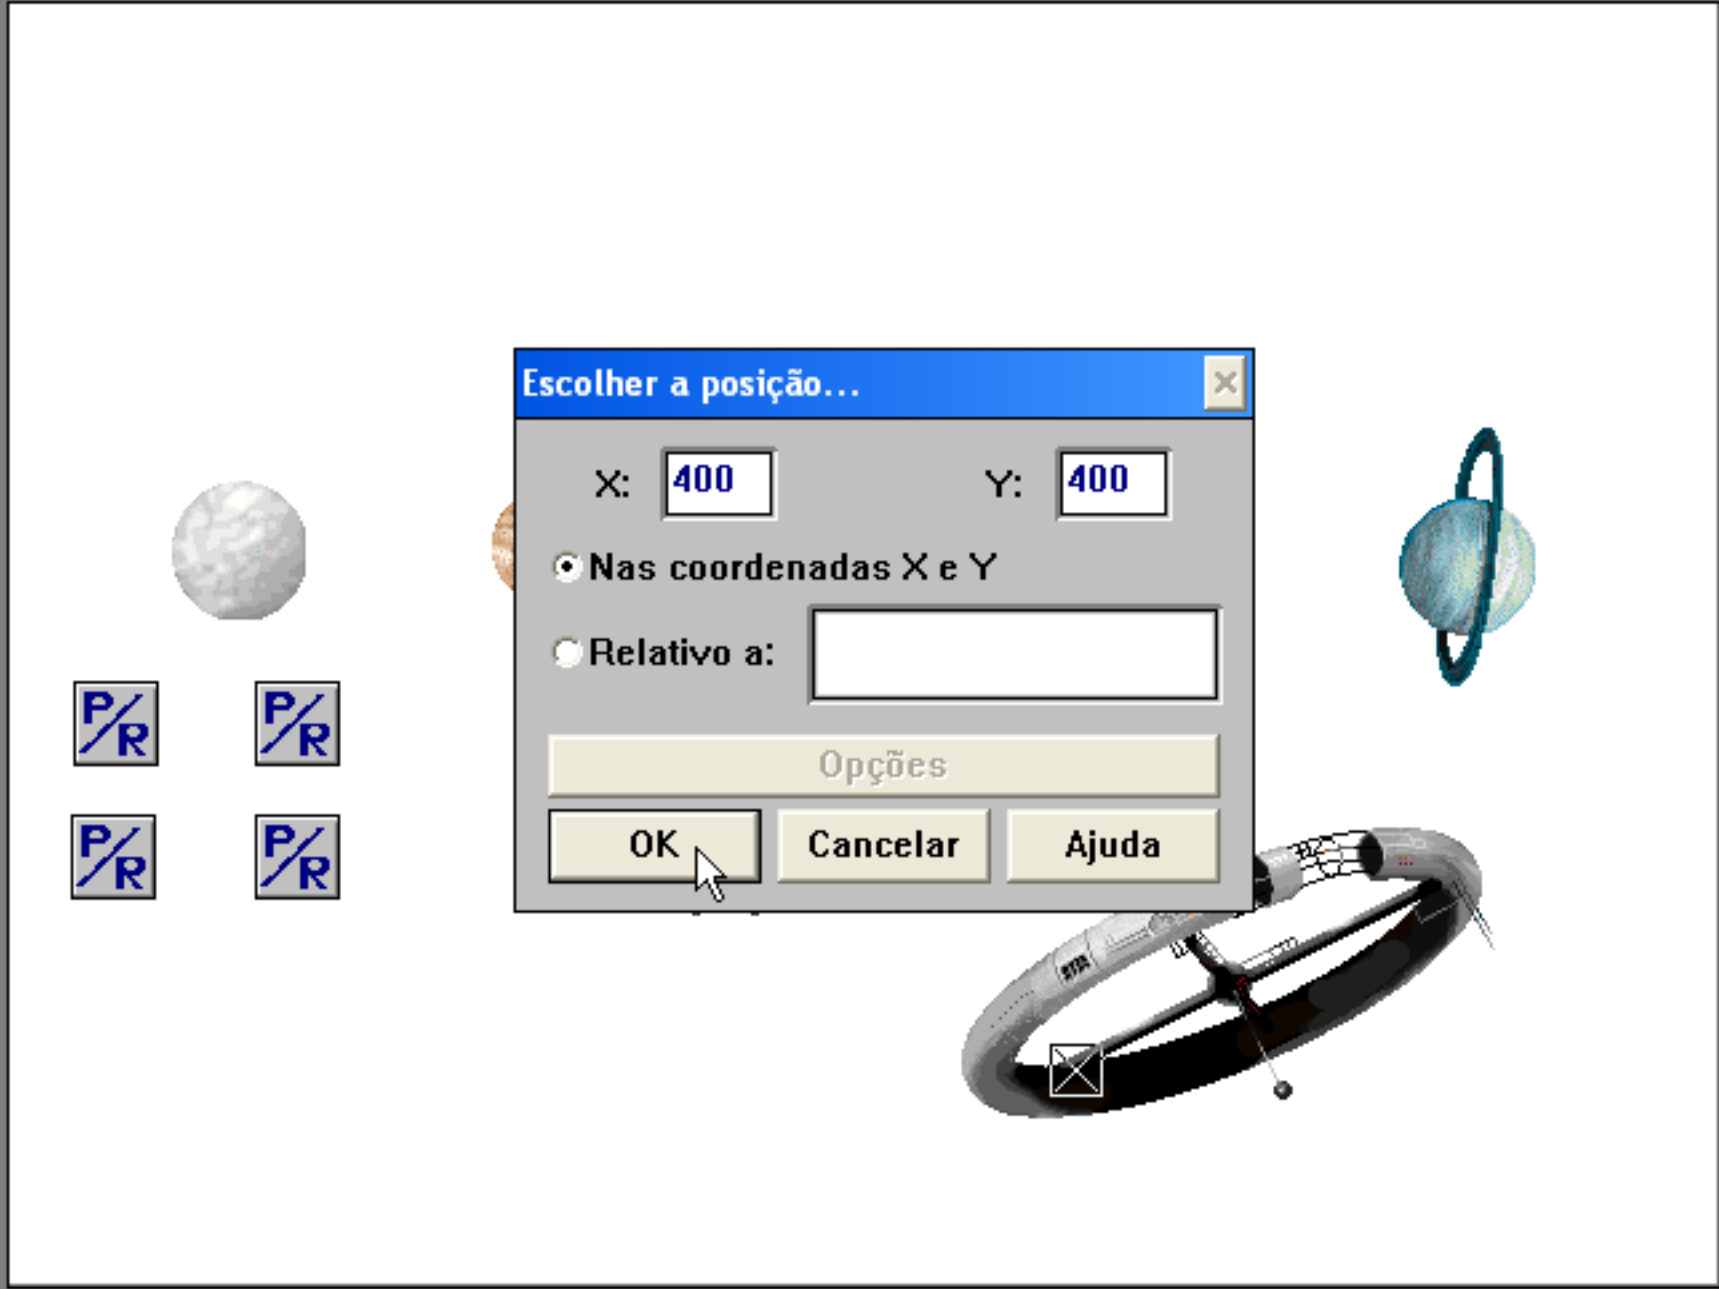 Escolher a posição...
X: 400 Y: 400
Nas coordenadas X e Y
Relativo a:
P/R P/R
Opções
P/R P/R
OK Cancelar Ajuda